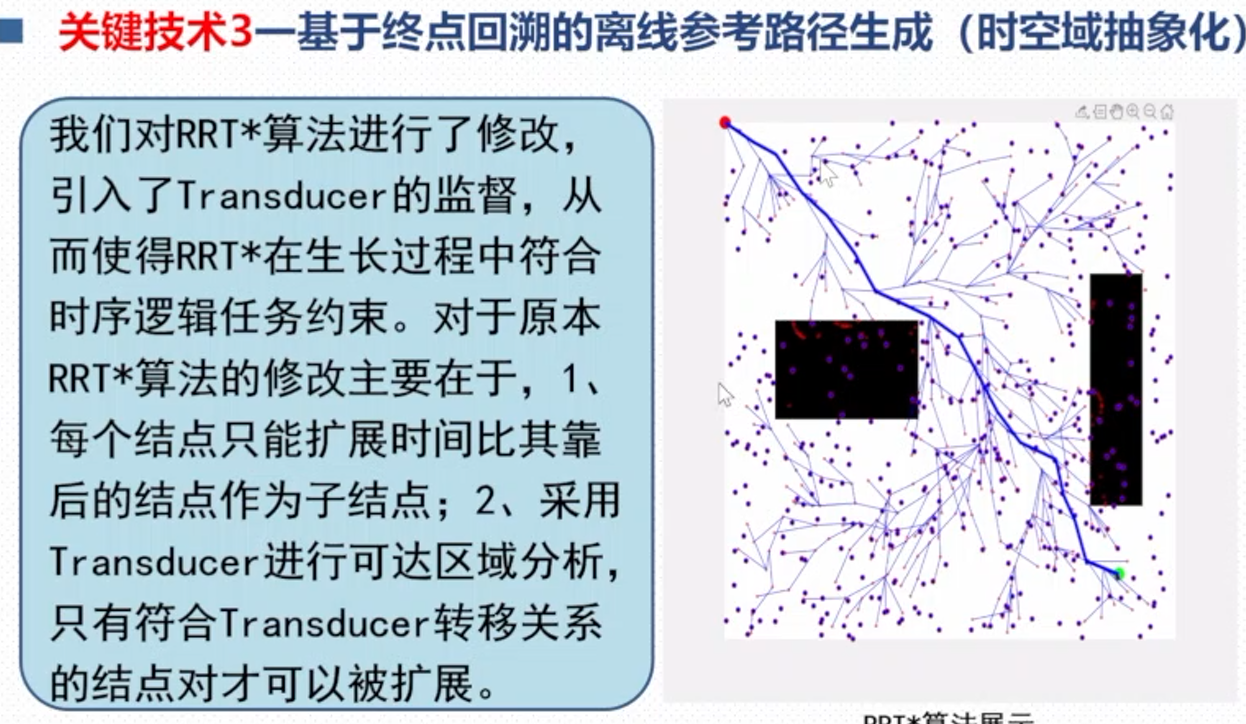 关键技术3—基于终点回溯的离线参考路径生成（时空域抽象化）
我们对RRT*算法进行了修改，
引入了Transducer的监督，从
而使得RRT*在生长过程中符合
时序逻辑任务约束。对于原本
RRT*算法的修改主要在于，1、
每个结点只能扩展时间比其靠
后的结点作为子结点；2、采用
Transducer进行可达区域分析，
只有符合Transducer转移关系
的结点对才可以被扩展。
RRT*算法展示